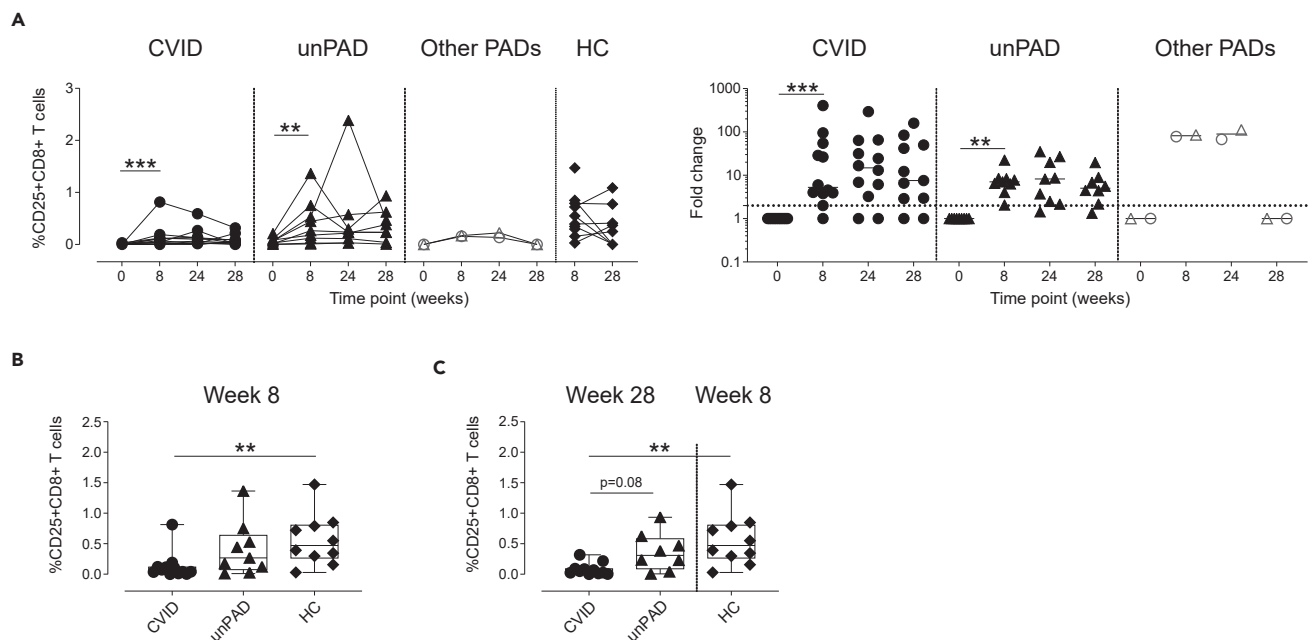 A
CVID unPAD Other PADs HC
%CD25+CD8+ T cells
3
2
1
0
*** **
0 8 24 28 0 8 24 28 0 8 24 28 8 28
Time point (weeks)
CVID unPAD Other PADs
Fold change
1000
100
10
1
0.1
*** **
0 8 24 28 0 8 24 28 0 8 24 28
Time point (weeks)
B
Week 8
%CD25+CD8+ T cells
2.5
2.0
1.5
1.0
0.5
0.0
**
CVID unPAD HC
C
Week 28 Week 8
%CD25+CD8+ T cells
2.5
2.0
1.5
1.0
0.5
0.0
**
p=0.08
CVID unPAD HC